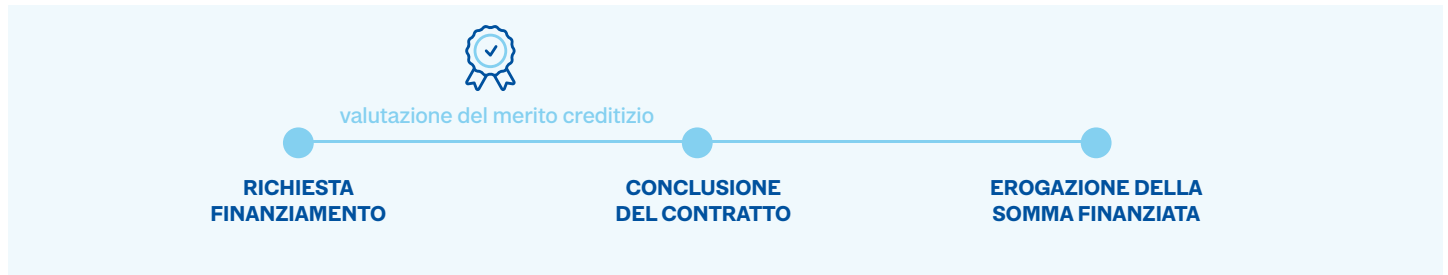 valutazione del merito creditizio
RICHIESTA
FINANZIAMENTO
CONCLUSIONE
DEL CONTRATTO
EROGAZIONE DELLA
SOMMA FINANZIATA